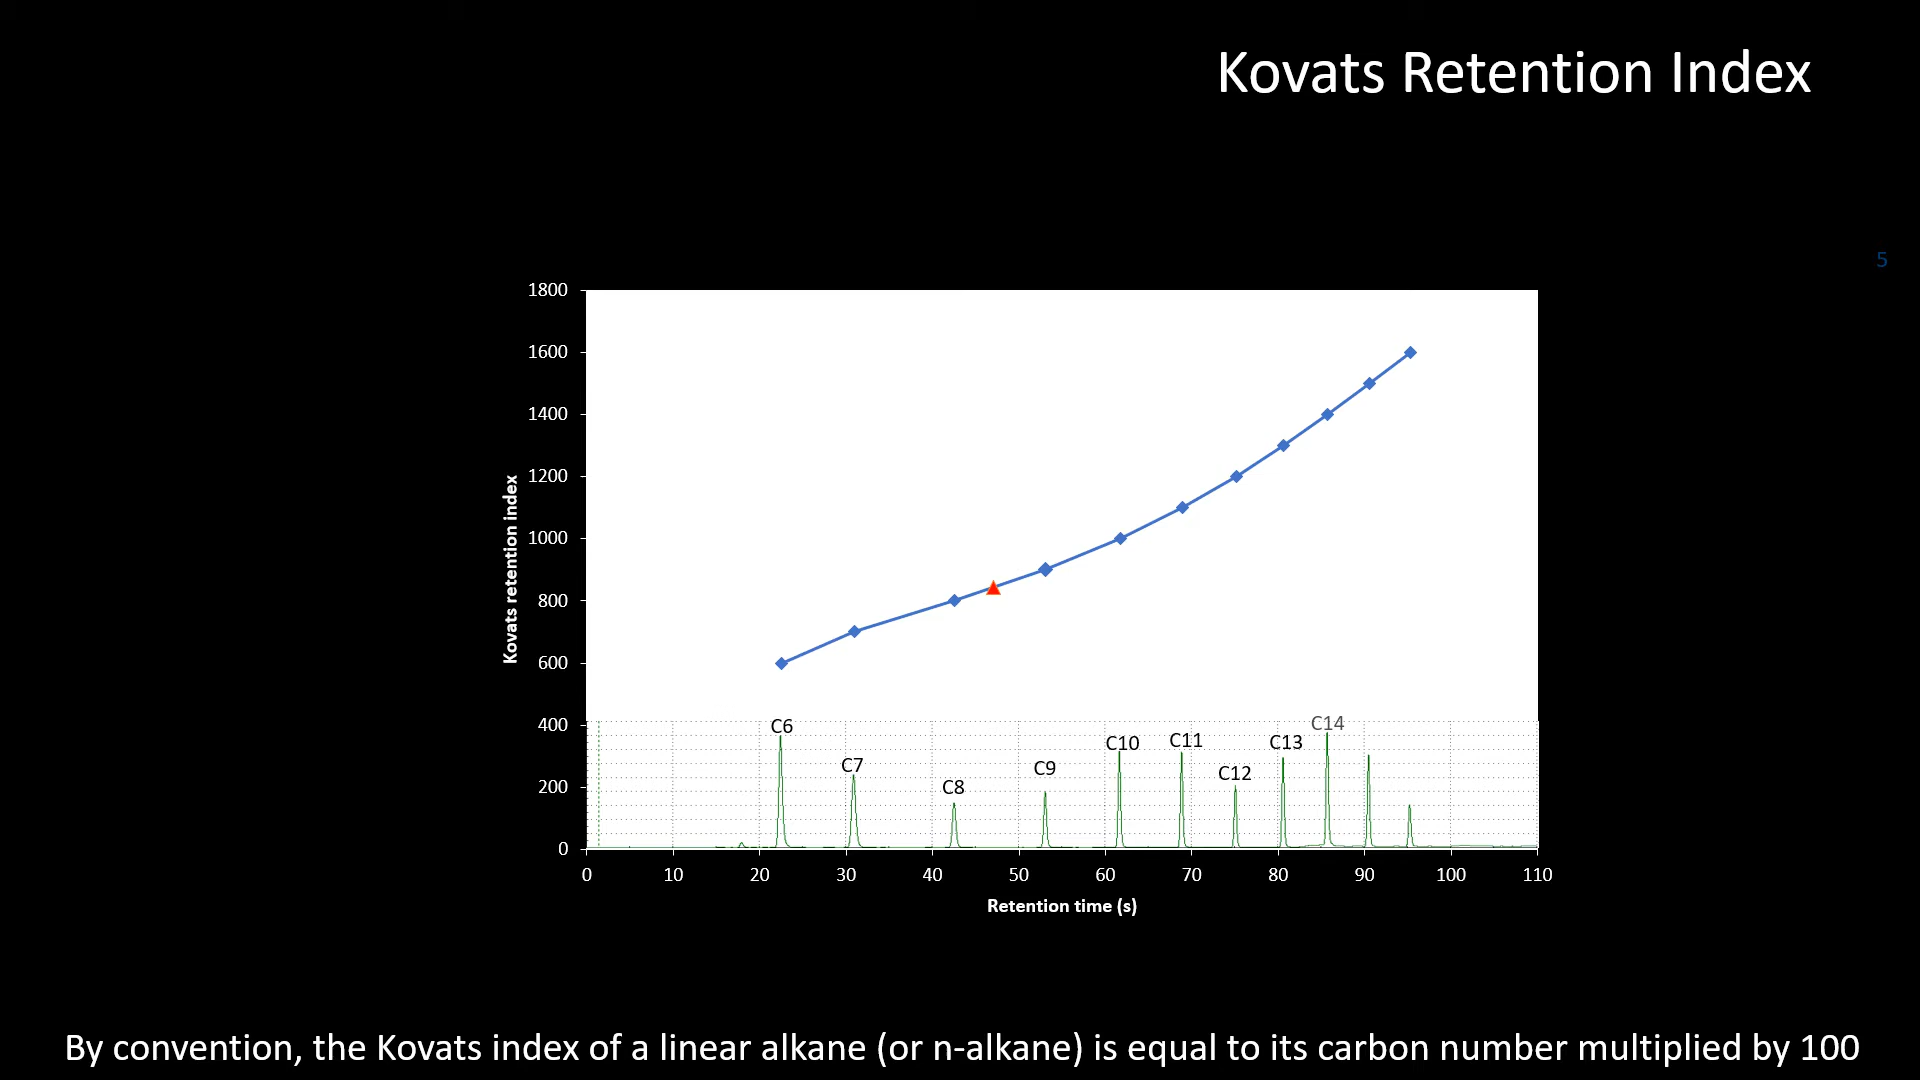 Kovats Retention Index
5
1800
1600
1400
1200
1000
800
600
400
200
0
Kovats retention index
C6
C7
C8
C9
C10
C11
C12
C13
C14
0 10 20 30 40 50 60 70 80 90 100 110
Retention time (s)
By convention, the Kovats index of a linear alkane (or n-alkane) is equal to its carbon number multiplied by 100